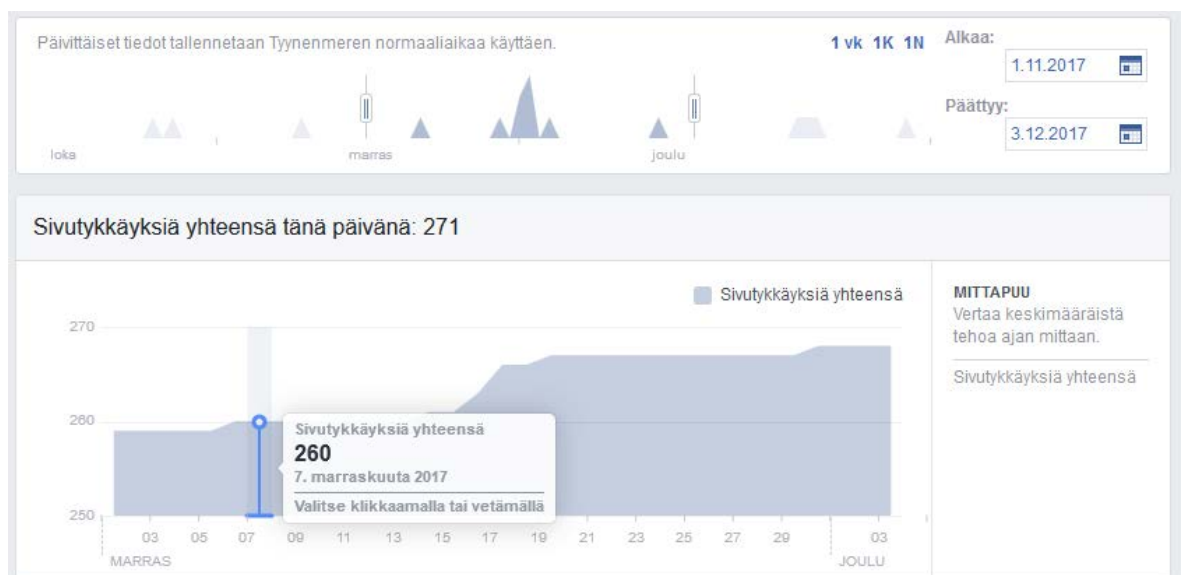 Päivittäiset tiedot tallennetaan Tyynenmeren normaaliaikaa käyttäen.
1 vk 1K 1N
Alkaa:
1.11.2017
Päättyy:
3.12.2017
loka marras joulu
Sivutykkäyksiä yhteensä tänä päivänä: 271
Sivutykkäyksiä yhteensä
270
260
250
Sivutykkäyksiä yhteensä
260
7. marraskuuta 2017
Valitse klikkaamalla tai vetämällä
03 05 07 09 11 13 15 17 19 21 23 25 27 29 03
MARRAS JOULU
MITTAPUU
Vertaa keskimääräistä
tehoa ajan mittaan.
Sivutykkäyksiä yhteensä